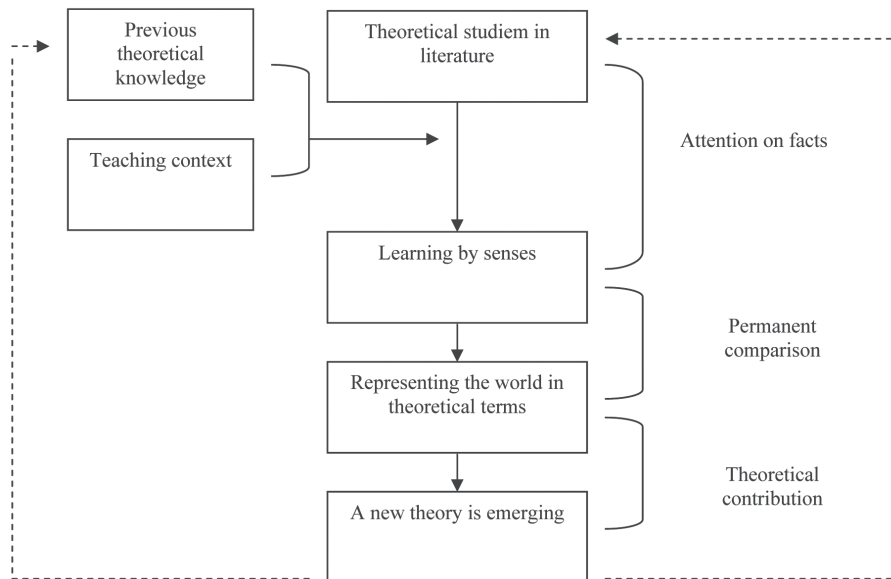 Previous
theoretical
knowledge
Theoretical studiem in
literature
Teaching context
Attention on facts
Learning by senses
Permanent
comparison
Representing the world in
theoretical terms
Theoretical
contribution
A new theory is emerging